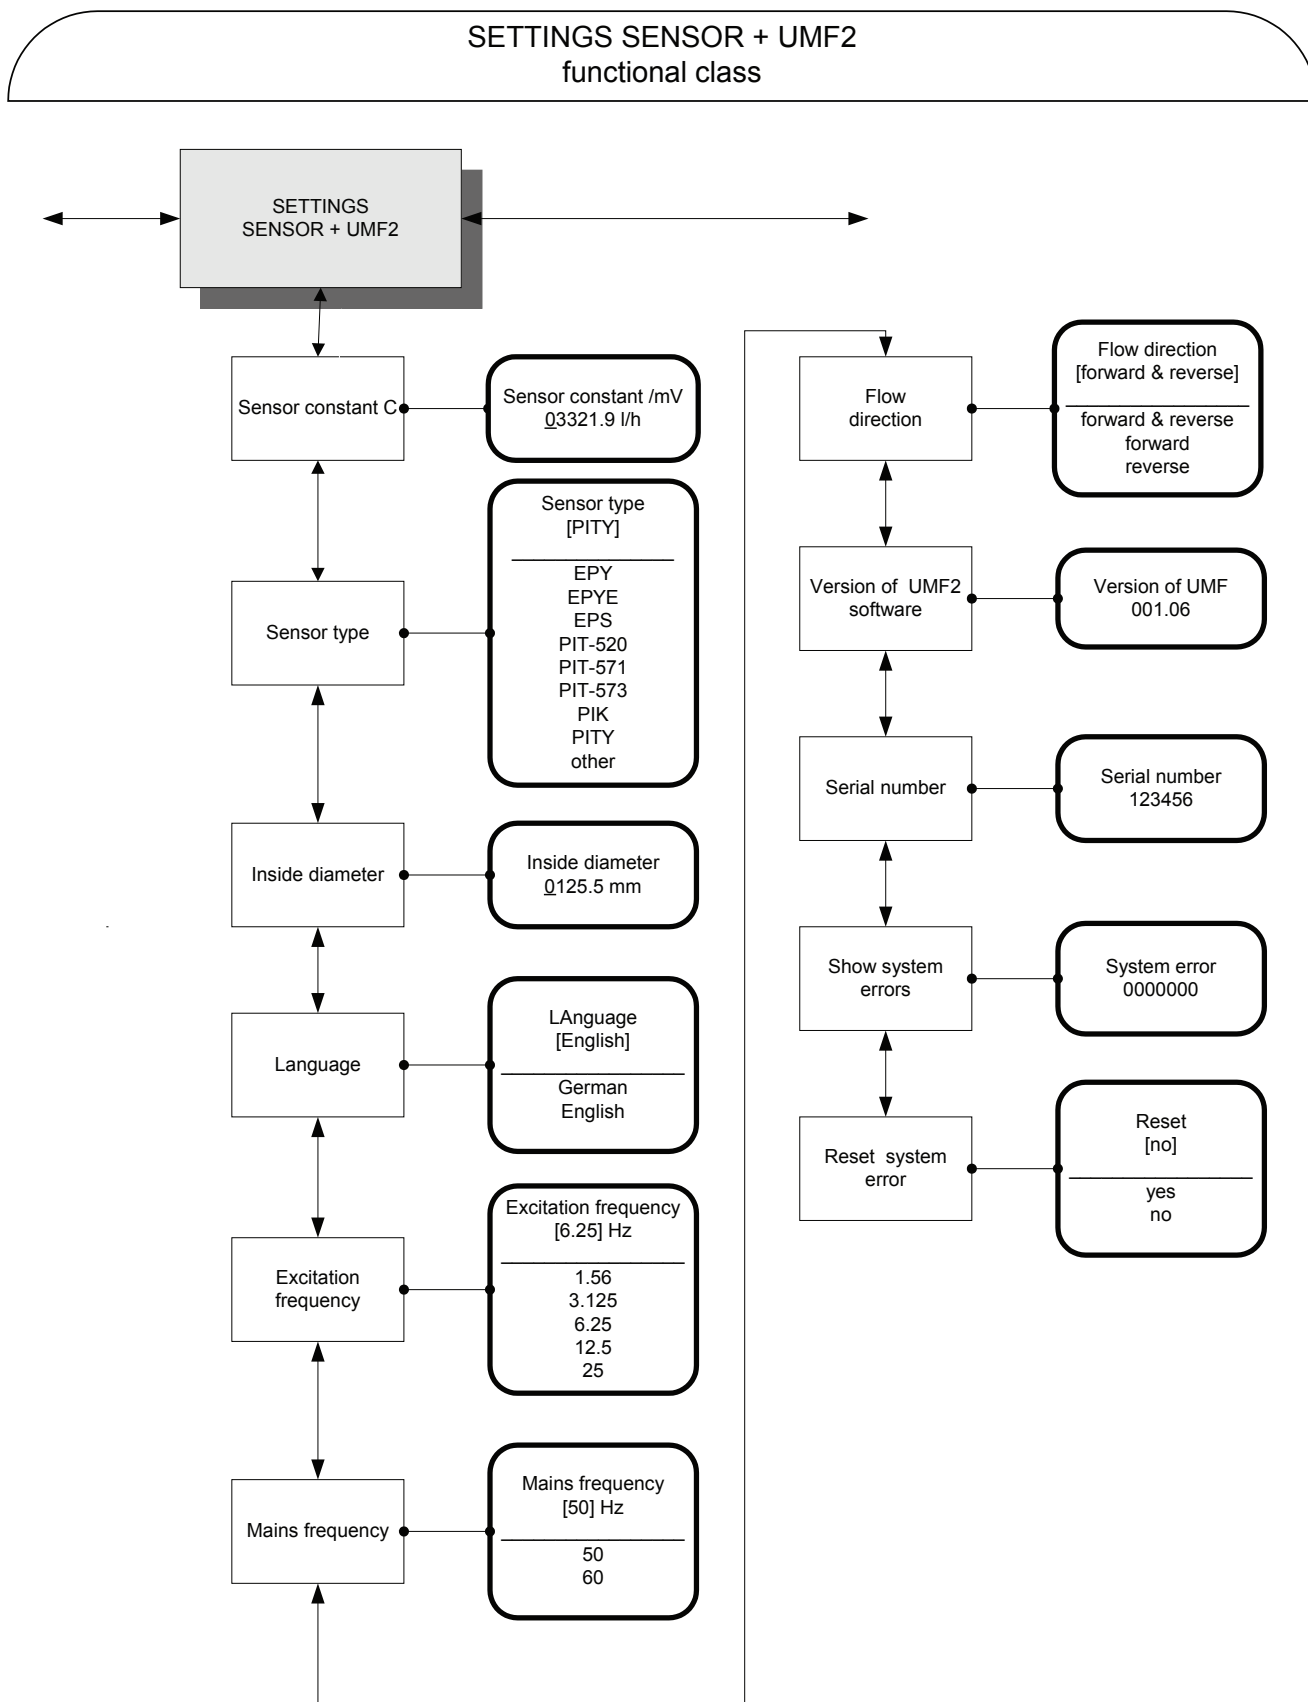 SETTINGS SENSOR + UMF2
functional class
SETTINGS
SENSOR + UMF2
Sensor constant C
Sensor constant /mV
03321.9 l/h
Sensor type
Sensor type
[PITY]
EPY
EPYE
EPS
PIT-520
PIT-571
PIT-573
PIK
PITY
other
Inside diameter
Inside diameter
0125.5 mm
Language
LAnguage
[English]
German
English
Excitation
frequency
Excitation frequency
[6.25] Hz
1.56
3.125
6.25
12.5
25
Mains frequency
Mains frequency
[50] Hz
50
60
Flow
direction
Flow direction
[forward & reverse]
forward & reverse
forward
reverse
Version of  UMF2
software
Version of UMF
001.06
Serial number
Serial number
123456
Show system
errors
System error
0000000
Reset  system
error
Reset
[no]
yes
no